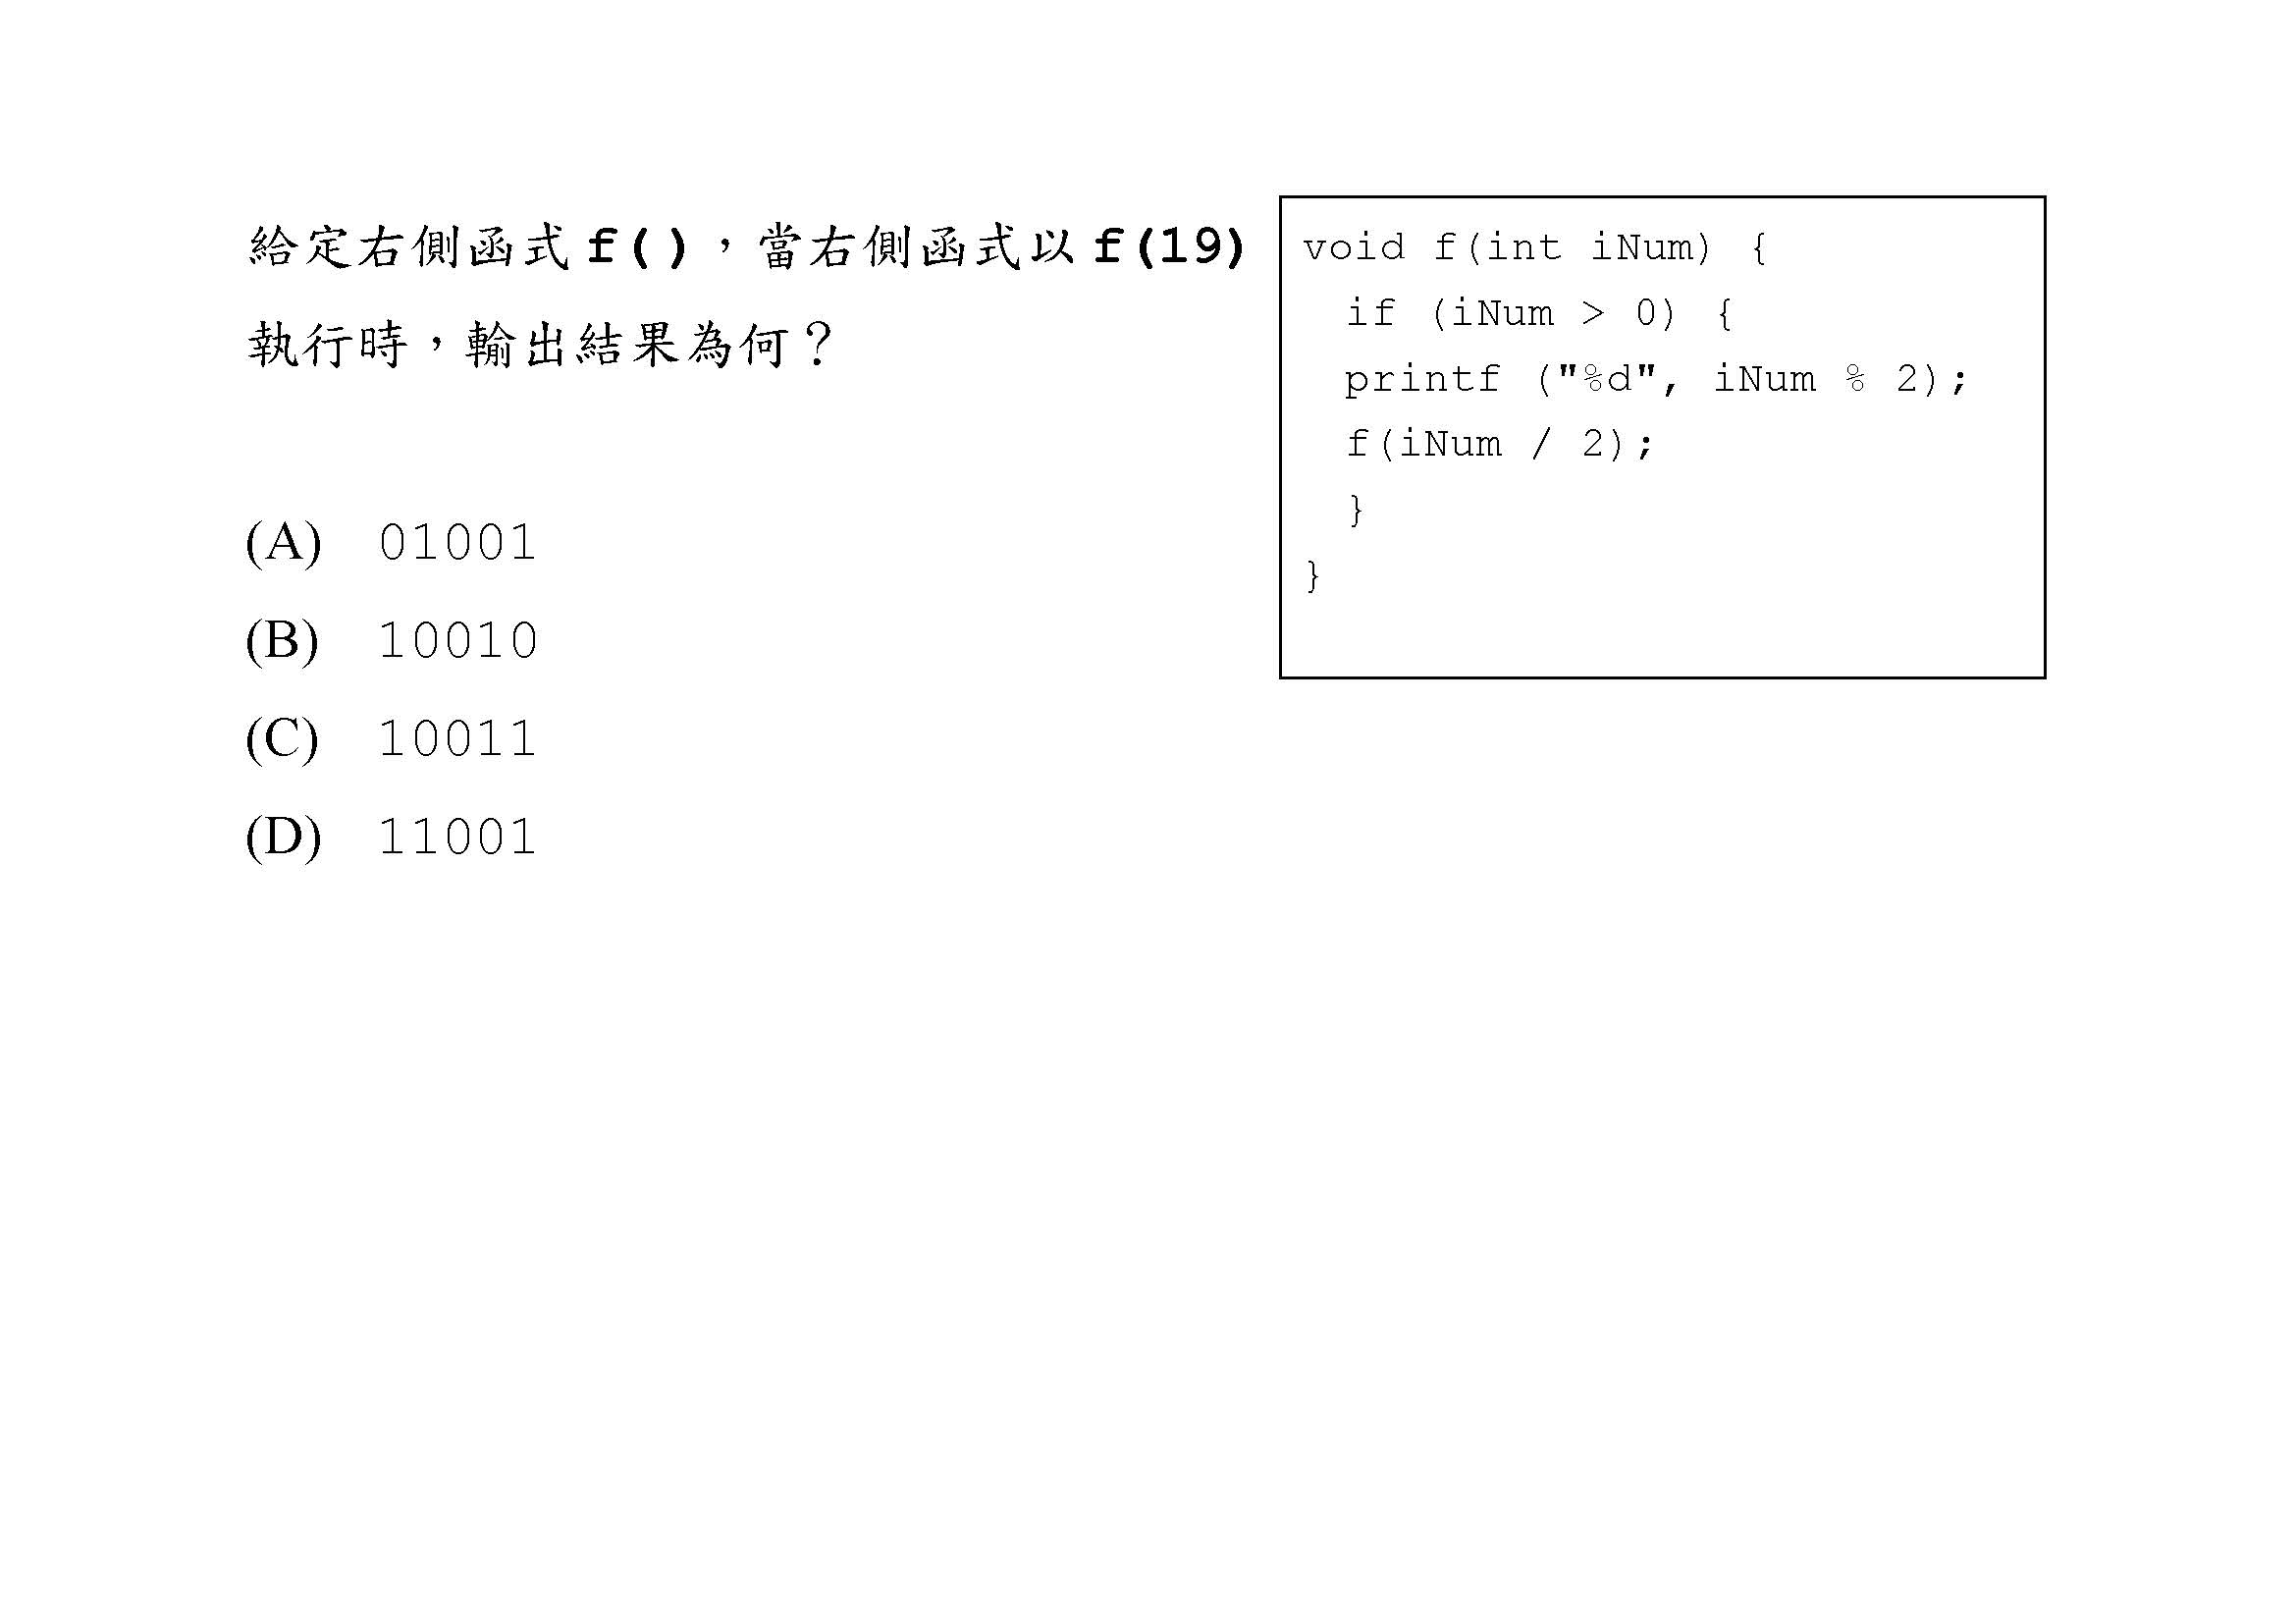 給定右側函式 f()，當右側函式以 f(19)
執行時，輸出結果為何？
(A) 01001
(B) 10010
(C) 10011
(D) 11001
void f(int iNum) {
  if (iNum > 0) {
  printf ("%d", iNum % 2);
  f(iNum / 2);
  }
}